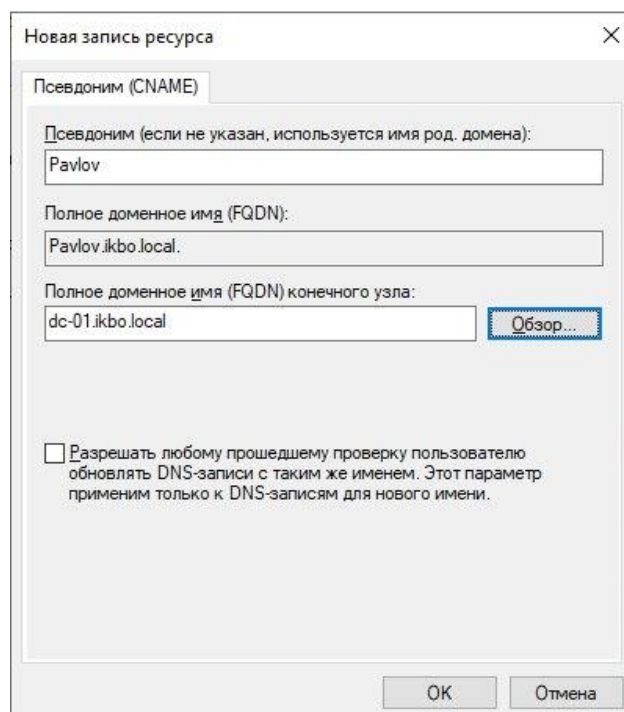 Новая запись ресурса
Псевдоним (CNAME)
Псевдоним (если не указан, используется имя род. домена):
Pavlov
Полное доменное имя (FQDN):
Pavlov.ikbo.local.
Полное доменное имя (FQDN) конечного узла:
dc-01.ikbo.local
Обзор...
Разрешать любому прошедшему проверку пользователю
обновлять DNS-записи с таким же именем. Этот параметр
применим только к DNS-записям для нового имени.
OK
Отмена